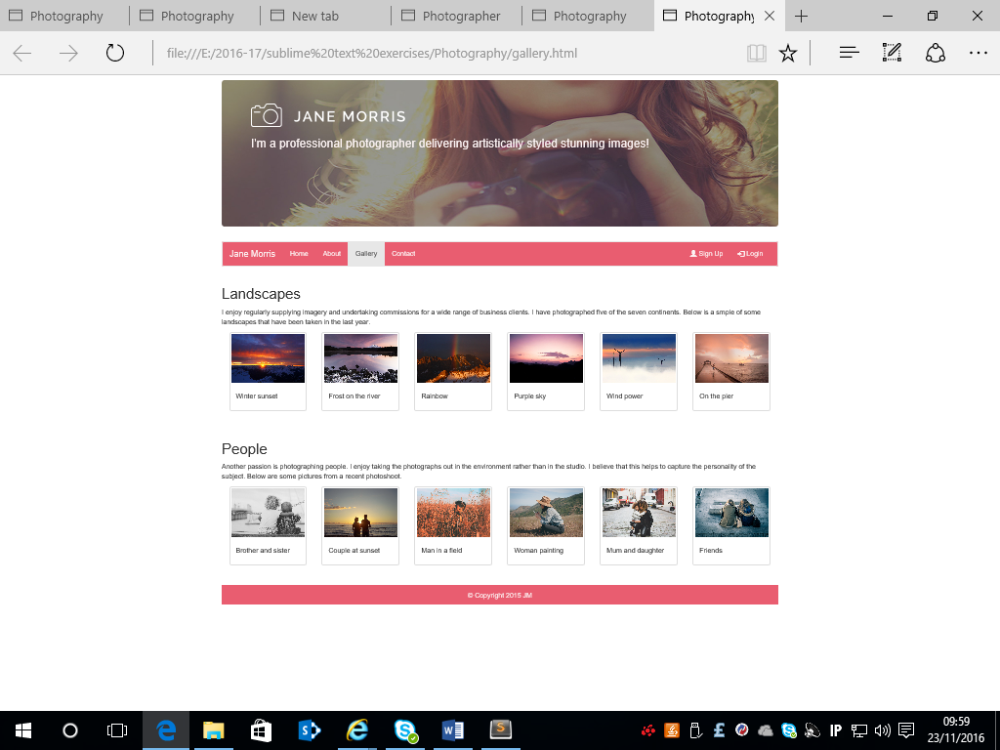 Photography
Photography
New tab
Photographer
Photography
Photography
file:///E:/2016-17/sublime%20text%20exercises/Photography/gallery.html
JANE MORRIS
I'm a professional photographer delivering artistically styled stunning images!
Jane Morris Home About Gallery Contact Sign Up Login
Landscapes
I enjoy regularly supplying imagery and undertaking commissions for a wide range of business clients. I have photographed five of the seven continents. Below is a smple of some
landscapes that have been taken in the last year.
Winter sunset
Frost on the river
Rainbow
Purple sky
Wind power
On the pier
People
Another passion is photographing people. I enjoy taking the photographs out in the environment rather than in the studio. I believe that this helps to capture the personality of the
subject. Below are some pictures from a recent photoshoot.
Brother and sister
Couple at sunset
Man in a field
Woman painting
Mum and daughter
Friends
© Copyright 2015 JM
IP
09:59
23/11/2016